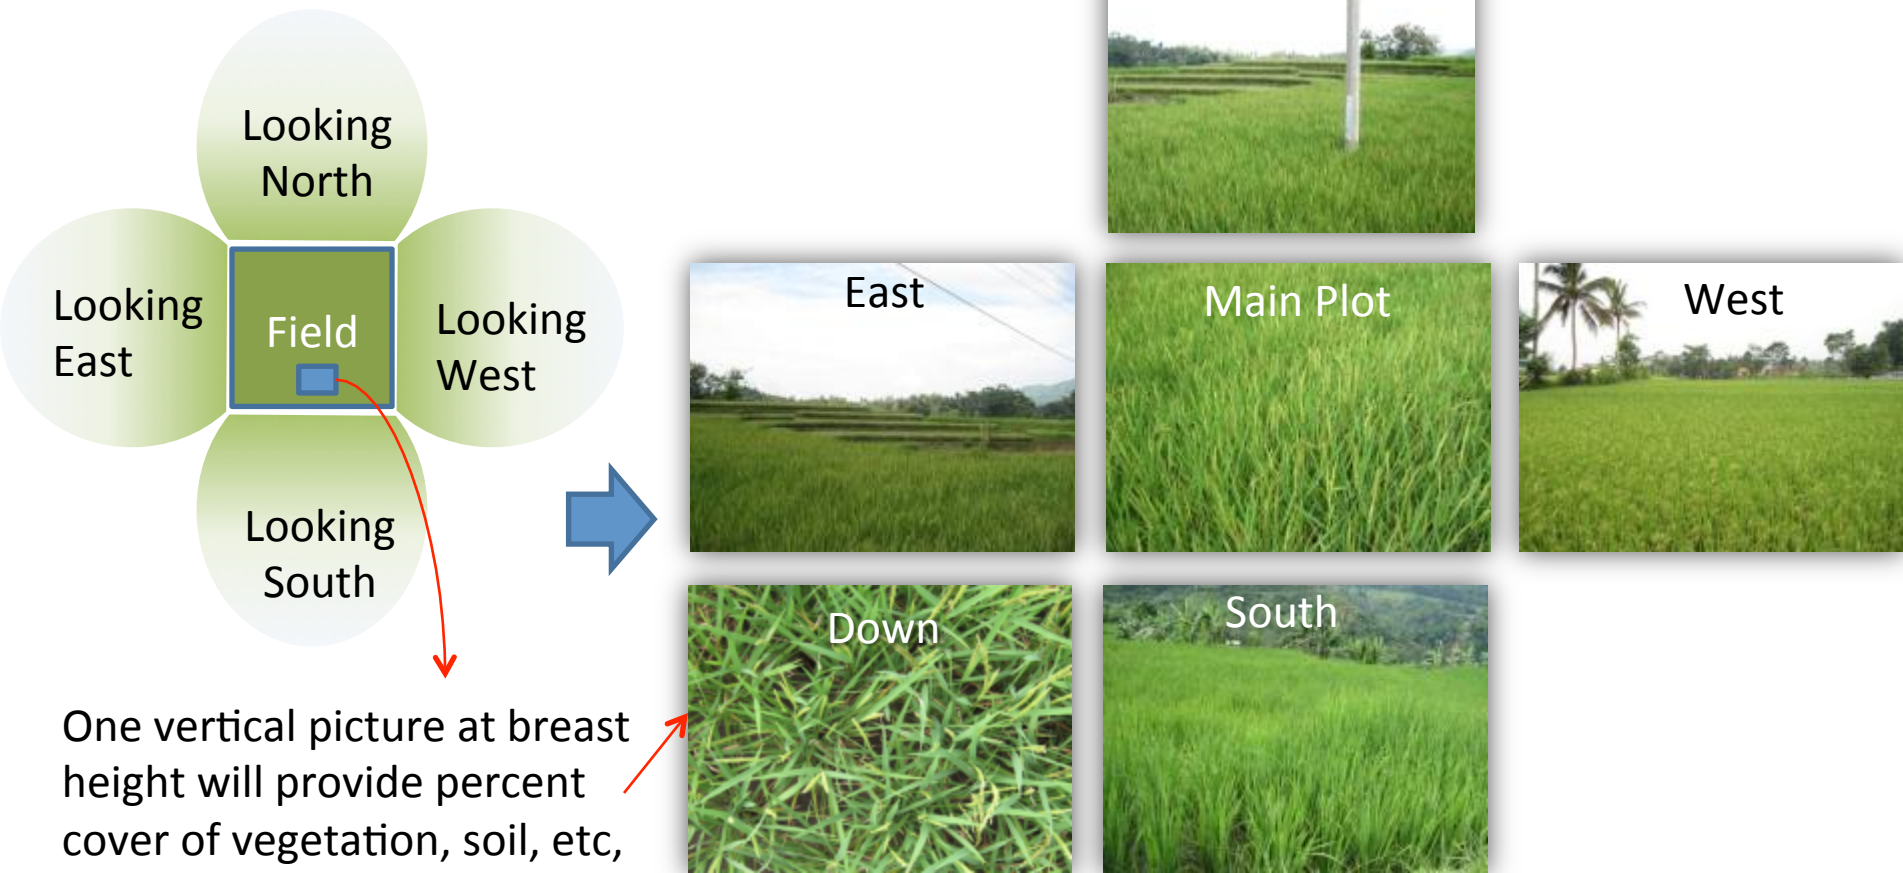 Looking
North
Looking
East
Field
Looking
West
Looking
South
One vertical picture at breast
height will provide percent
cover of vegetation, soil, etc,
East
Main Plot
West
Down
South